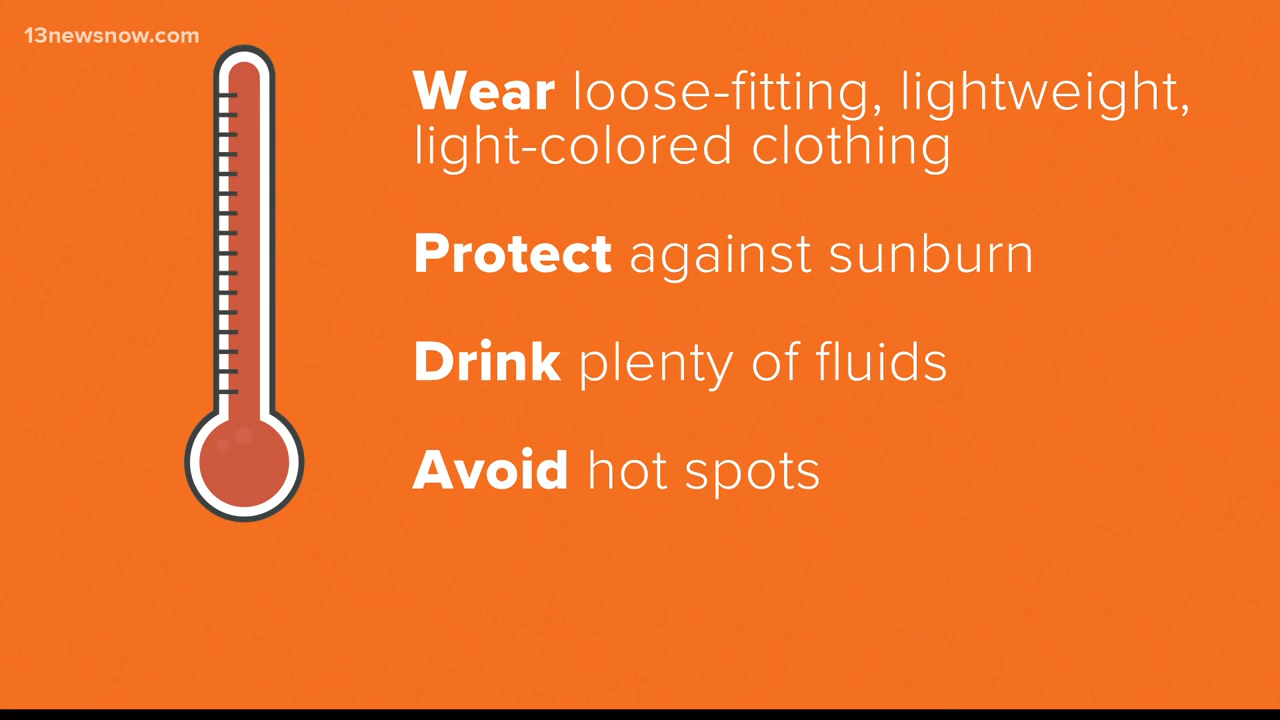 13newsnow.com
Wear loose-fitting, lightweight,
light-colored clothing
Protect against sunburn
Drink plenty of fluids
Avoid hot spots